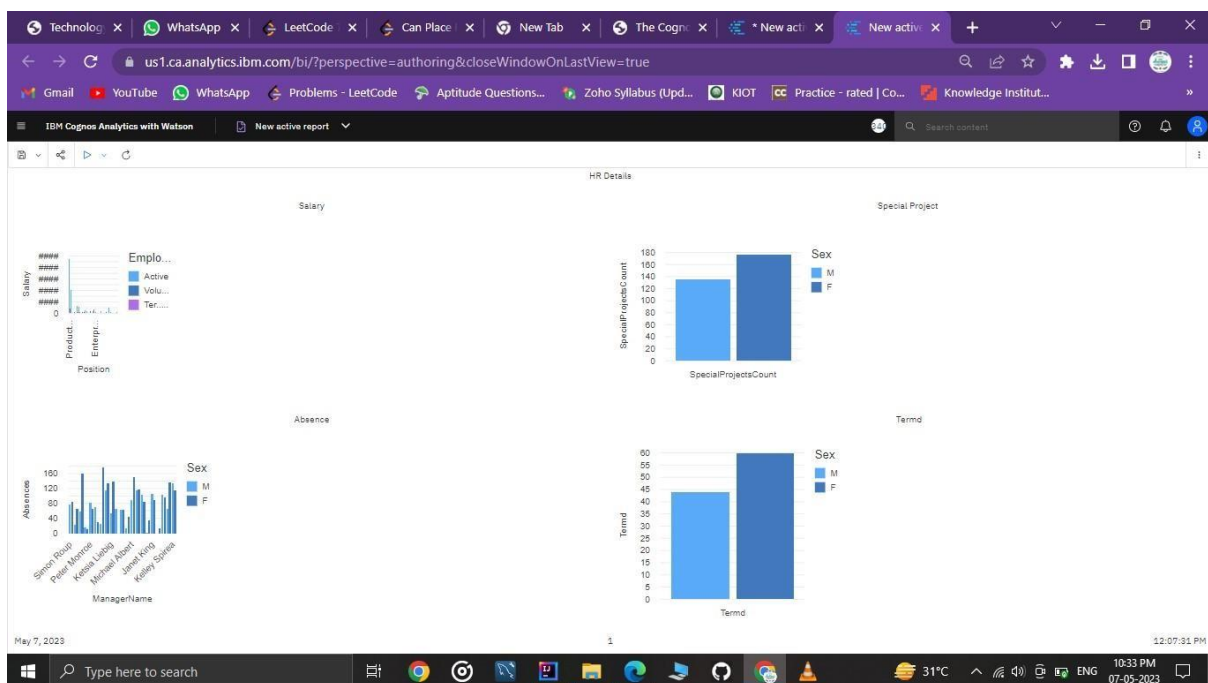 Technolog WhatsApp LeetCode Can Place New Tab The Cogn * New acti New active
us1.ca.analytics.ibm.com/bi/?perspective=authoring&closeWindowOnLastView=true
Gmail YouTube WhatsApp Problems - LeetCode Aptitude Questions... Zoho Syllabus (Upd... KIOT CC Practice - rated | Co... Knowledge Institut... »
IBM Cognos Analytics with Watson New active report Search content
HR Details
Salary
Salary
####
####
####
####
####
0
Product...
Enterpr...
Position
Emplo...
Active
Volu...
Ter.....
Special Project
SpecialProjectsCount
180
160
140
120
100
80
60
40
20
0
SpecialProjectsCount
Sex
M
F
Absence
Absences
160
120
80
40
0
Simon Roup
Peter Monroe
Ketsia Liebig
Michael Albert
Janet King
Kelley Spirea
ManagerName
Sex
M
F
Termd
Termd
60
55
50
45
40
35
30
25
20
15
10
5
0
Termd
Sex
M
F
May 7, 2023 1 12:07:31 PM
Type here to search 31°C ENG 10:33 PM
07-05-2023